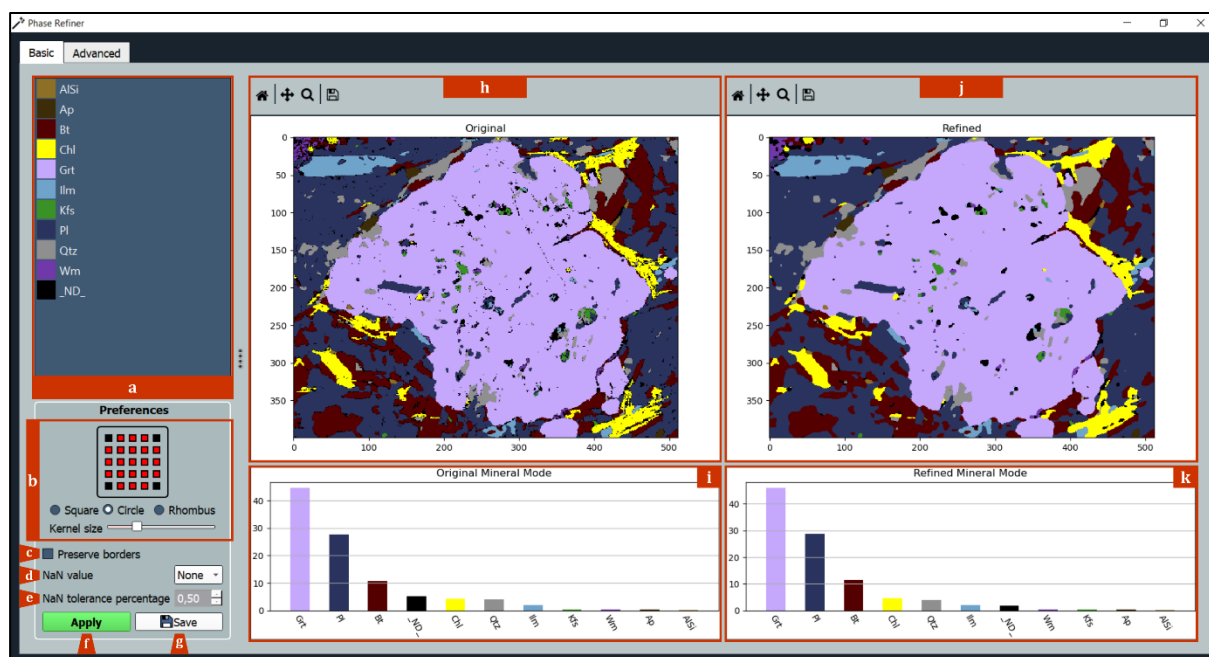 Phase Refiner
Basic Advanced
AlSi
Ap
Bt
Chl
Grt
Ilm
Kfs
Pl
Qtz
Wm
_ND_
a
Preferences
b
Square Circle Rhombus
Kernel size
c Preserve borders
d NaN value None
e NaN tolerance percentage 0,50
Apply Save
f g
h
Original
0
50
100
150
200
250
300
350
0 100 200 300 400 500
j
Refined
0
50
100
150
200
250
300
350
0 100 200 300 400 500
Original Mineral Mode
i
40
30
20
10
0
Grt Pl Bt _ND_ Chl Qtz Ilm Kfs Wm Ap AlSi
Refined Mineral Mode
k
40
30
20
10
0
Grt Pl Bt Chl Qtz Ilm _ND_ Kfs Wm Ap AlSi